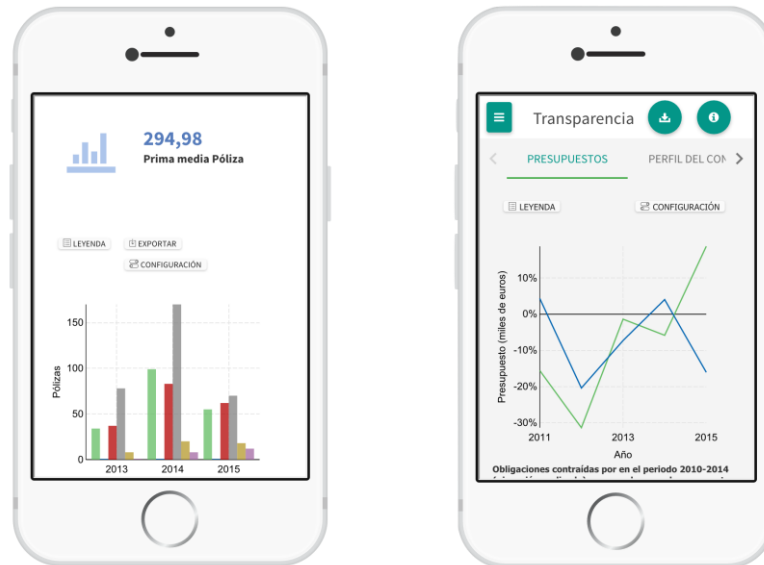 294,98
Prima media Póliza
LEYENDA
EXPORTAR
CONFIGURACIÓN
Pólizas
150
100
50
0
2013 2014 2015
Transparencia
PRESUPUESTOS PERFIL DEL CON
LEYENDA
CONFIGURACIÓN
Presupuesto (miles de euros)
10%
0%
-10%
-20%
-30%
2011 2013 2015
Año
Obligaciones contraídas por en el periodo 2010-2014